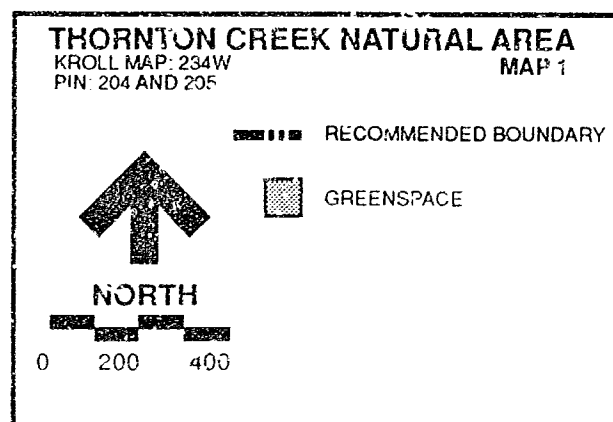 THORNTON CREEK NATURAL AREA
KROLL MAP: 234W MAP 1
PIN: 204 AND 205
RECOMMENDED BOUNDARY
GREENSPACE
NORTH
0 200 400